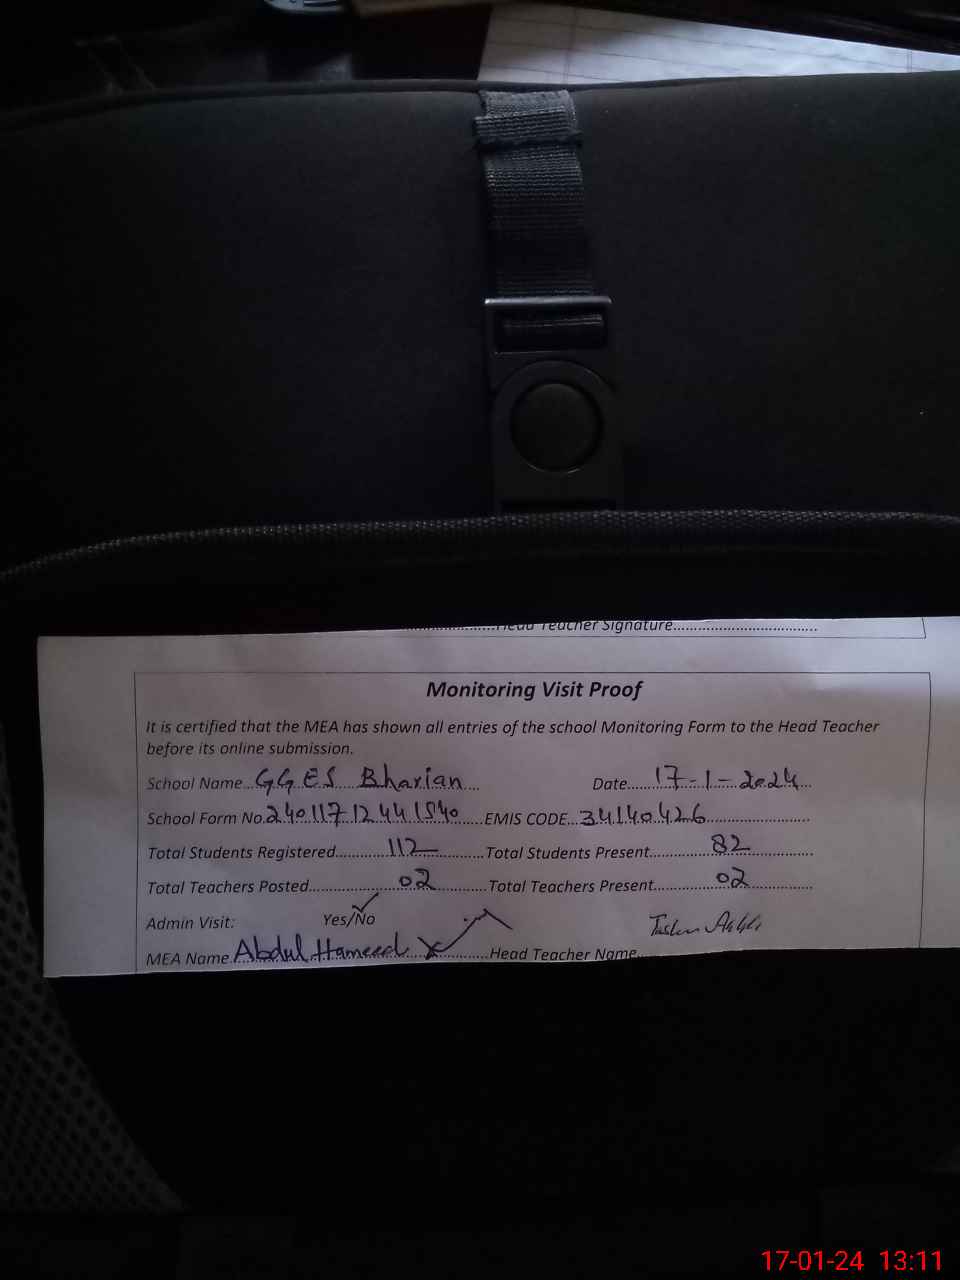 Head Teacher Signature..............................
Monitoring Visit Proof
It is certified that the MEA has shown all entries of the school Monitoring Form to the Head Teacher
before its online submission.
School Name...GGES Bharian... Date....17-1-2024...
School Form No.24011712441540....EMIS CODE...34140426......................
Total Students Registered...........112............Total Students Present..............82..............
Total Teachers Posted..................02............Total Teachers Present..............02..............
Admin Visit: Yes/No ✓
MEA Name.Abdul Hameed..............Head Teacher Name....
17-01-24 13:11